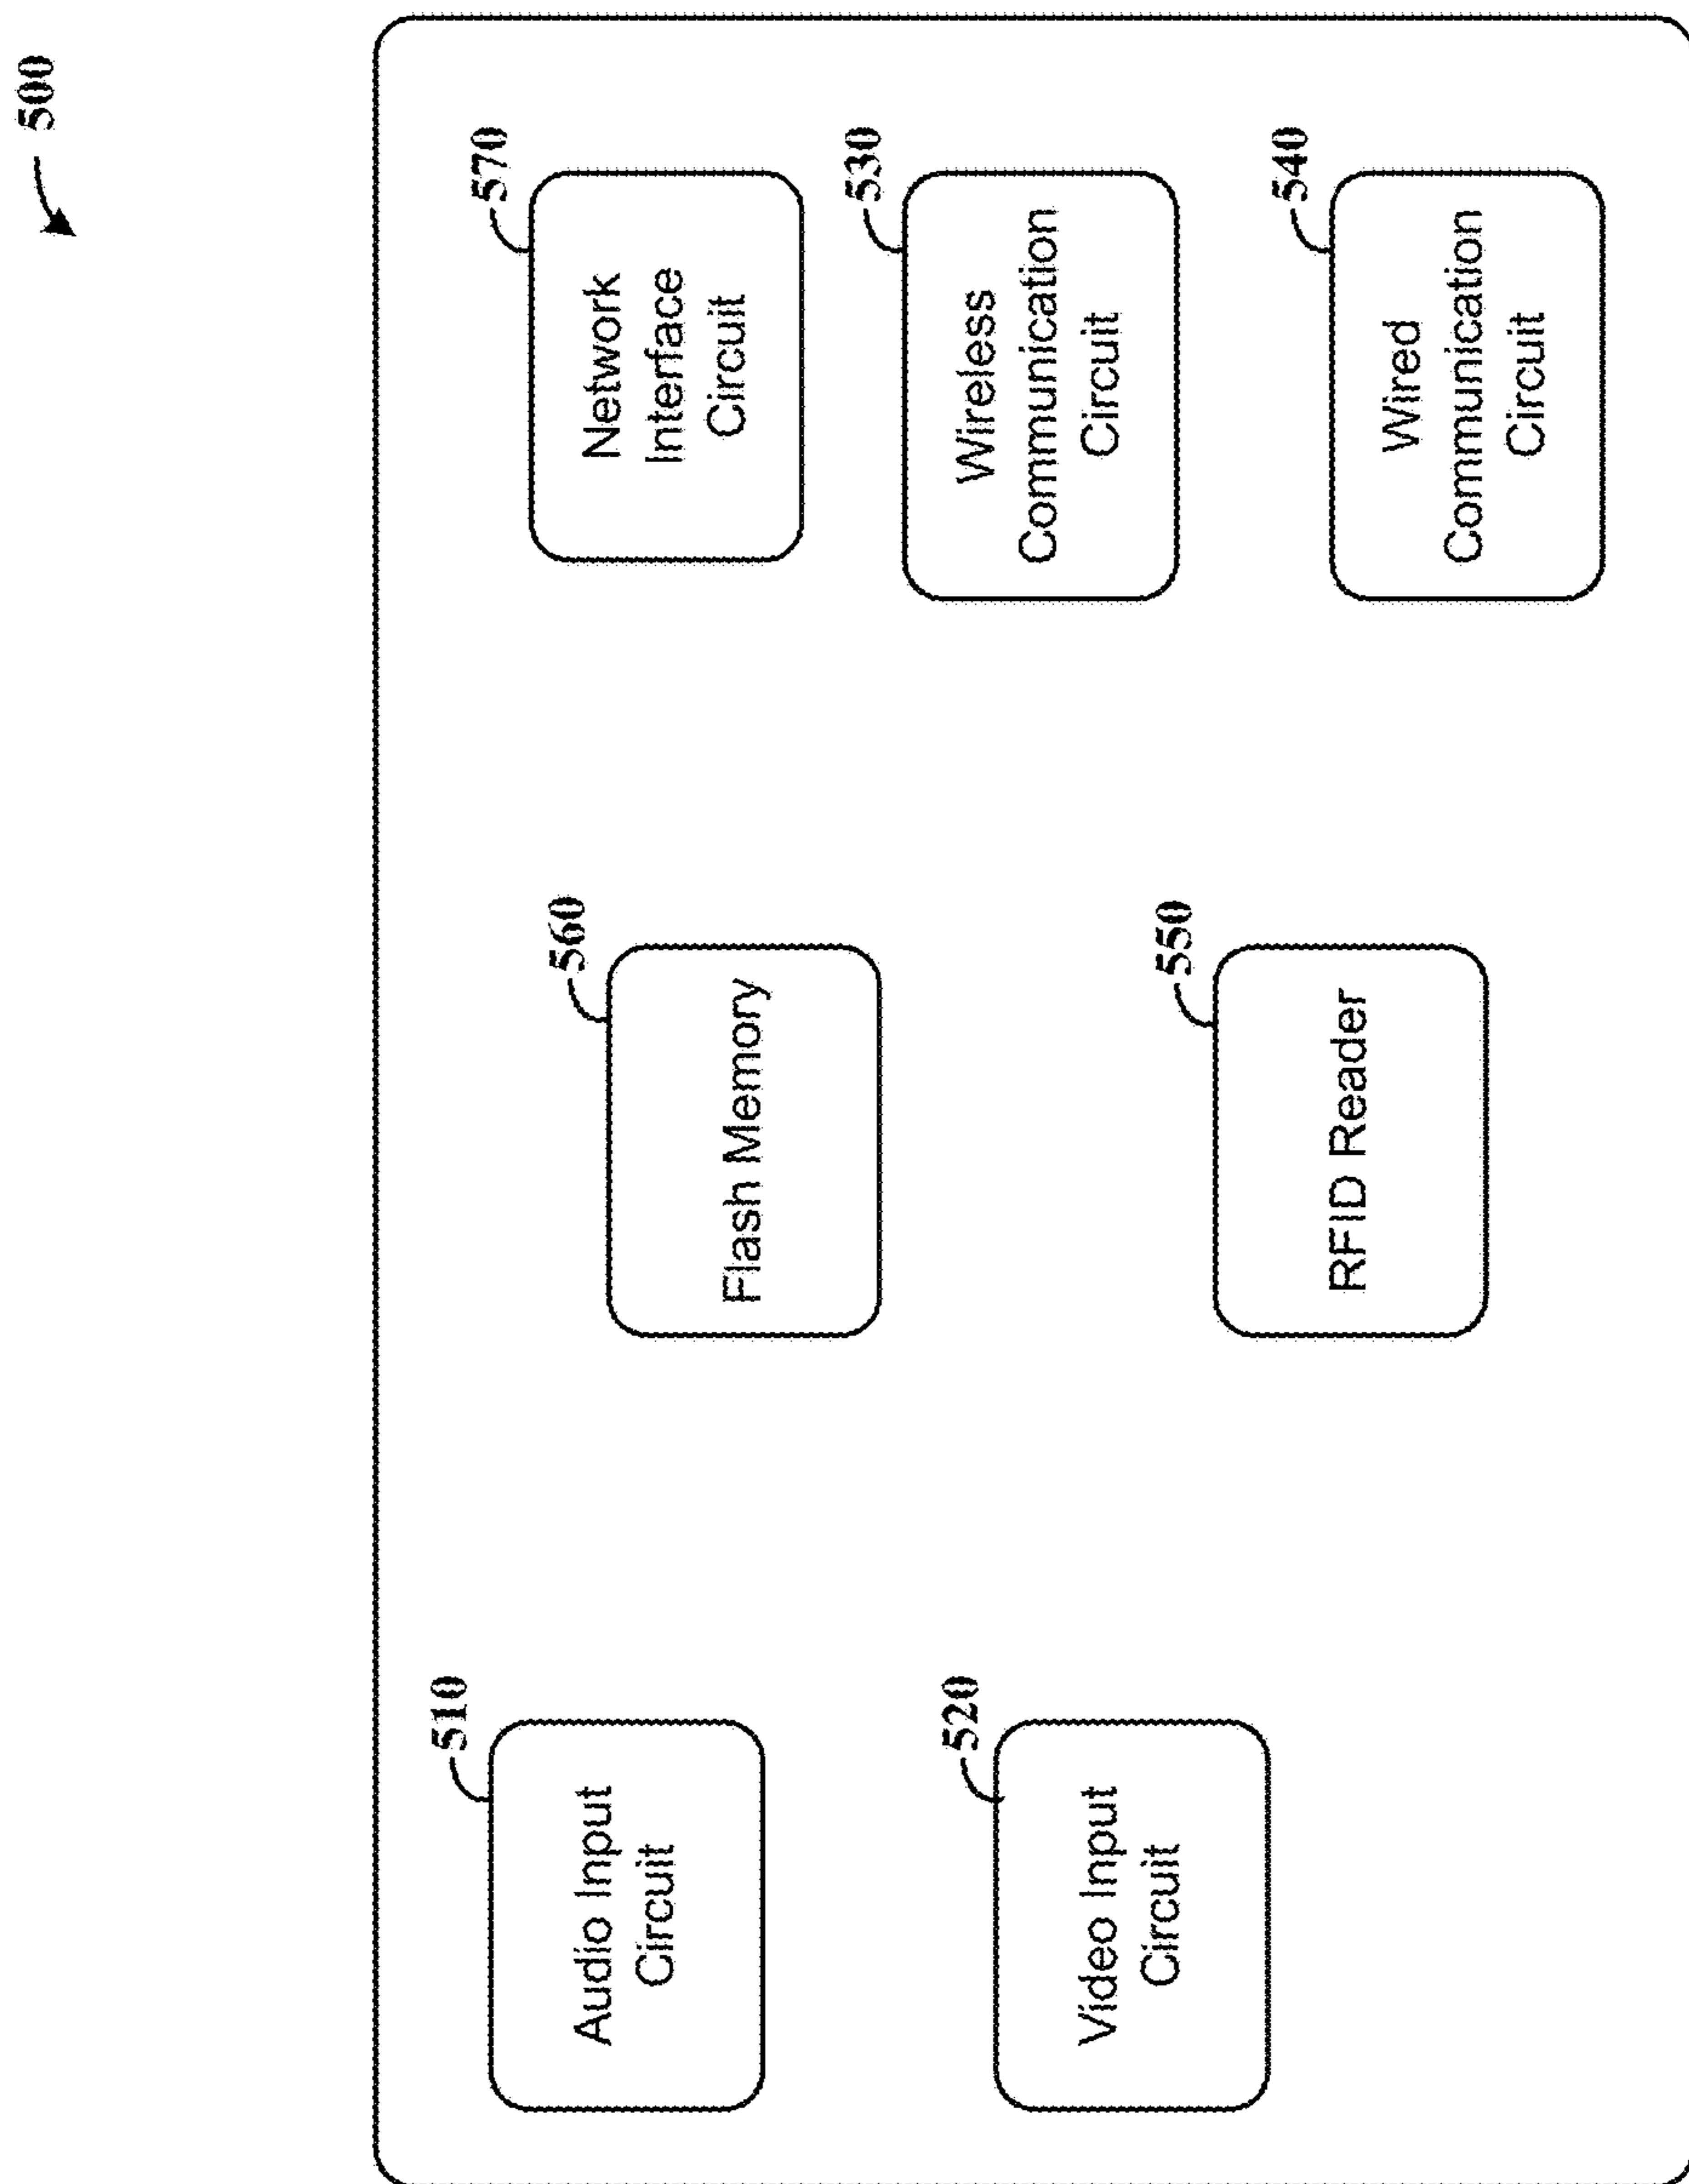 500
510
Audio Input
Circuit
520
Video Input
Circuit
560
Flash Memory
550
RFID Reader
570
Network
Interface
Circuit
530
Wireless
Communication
Circuit
540
Wired
Communication
Circuit